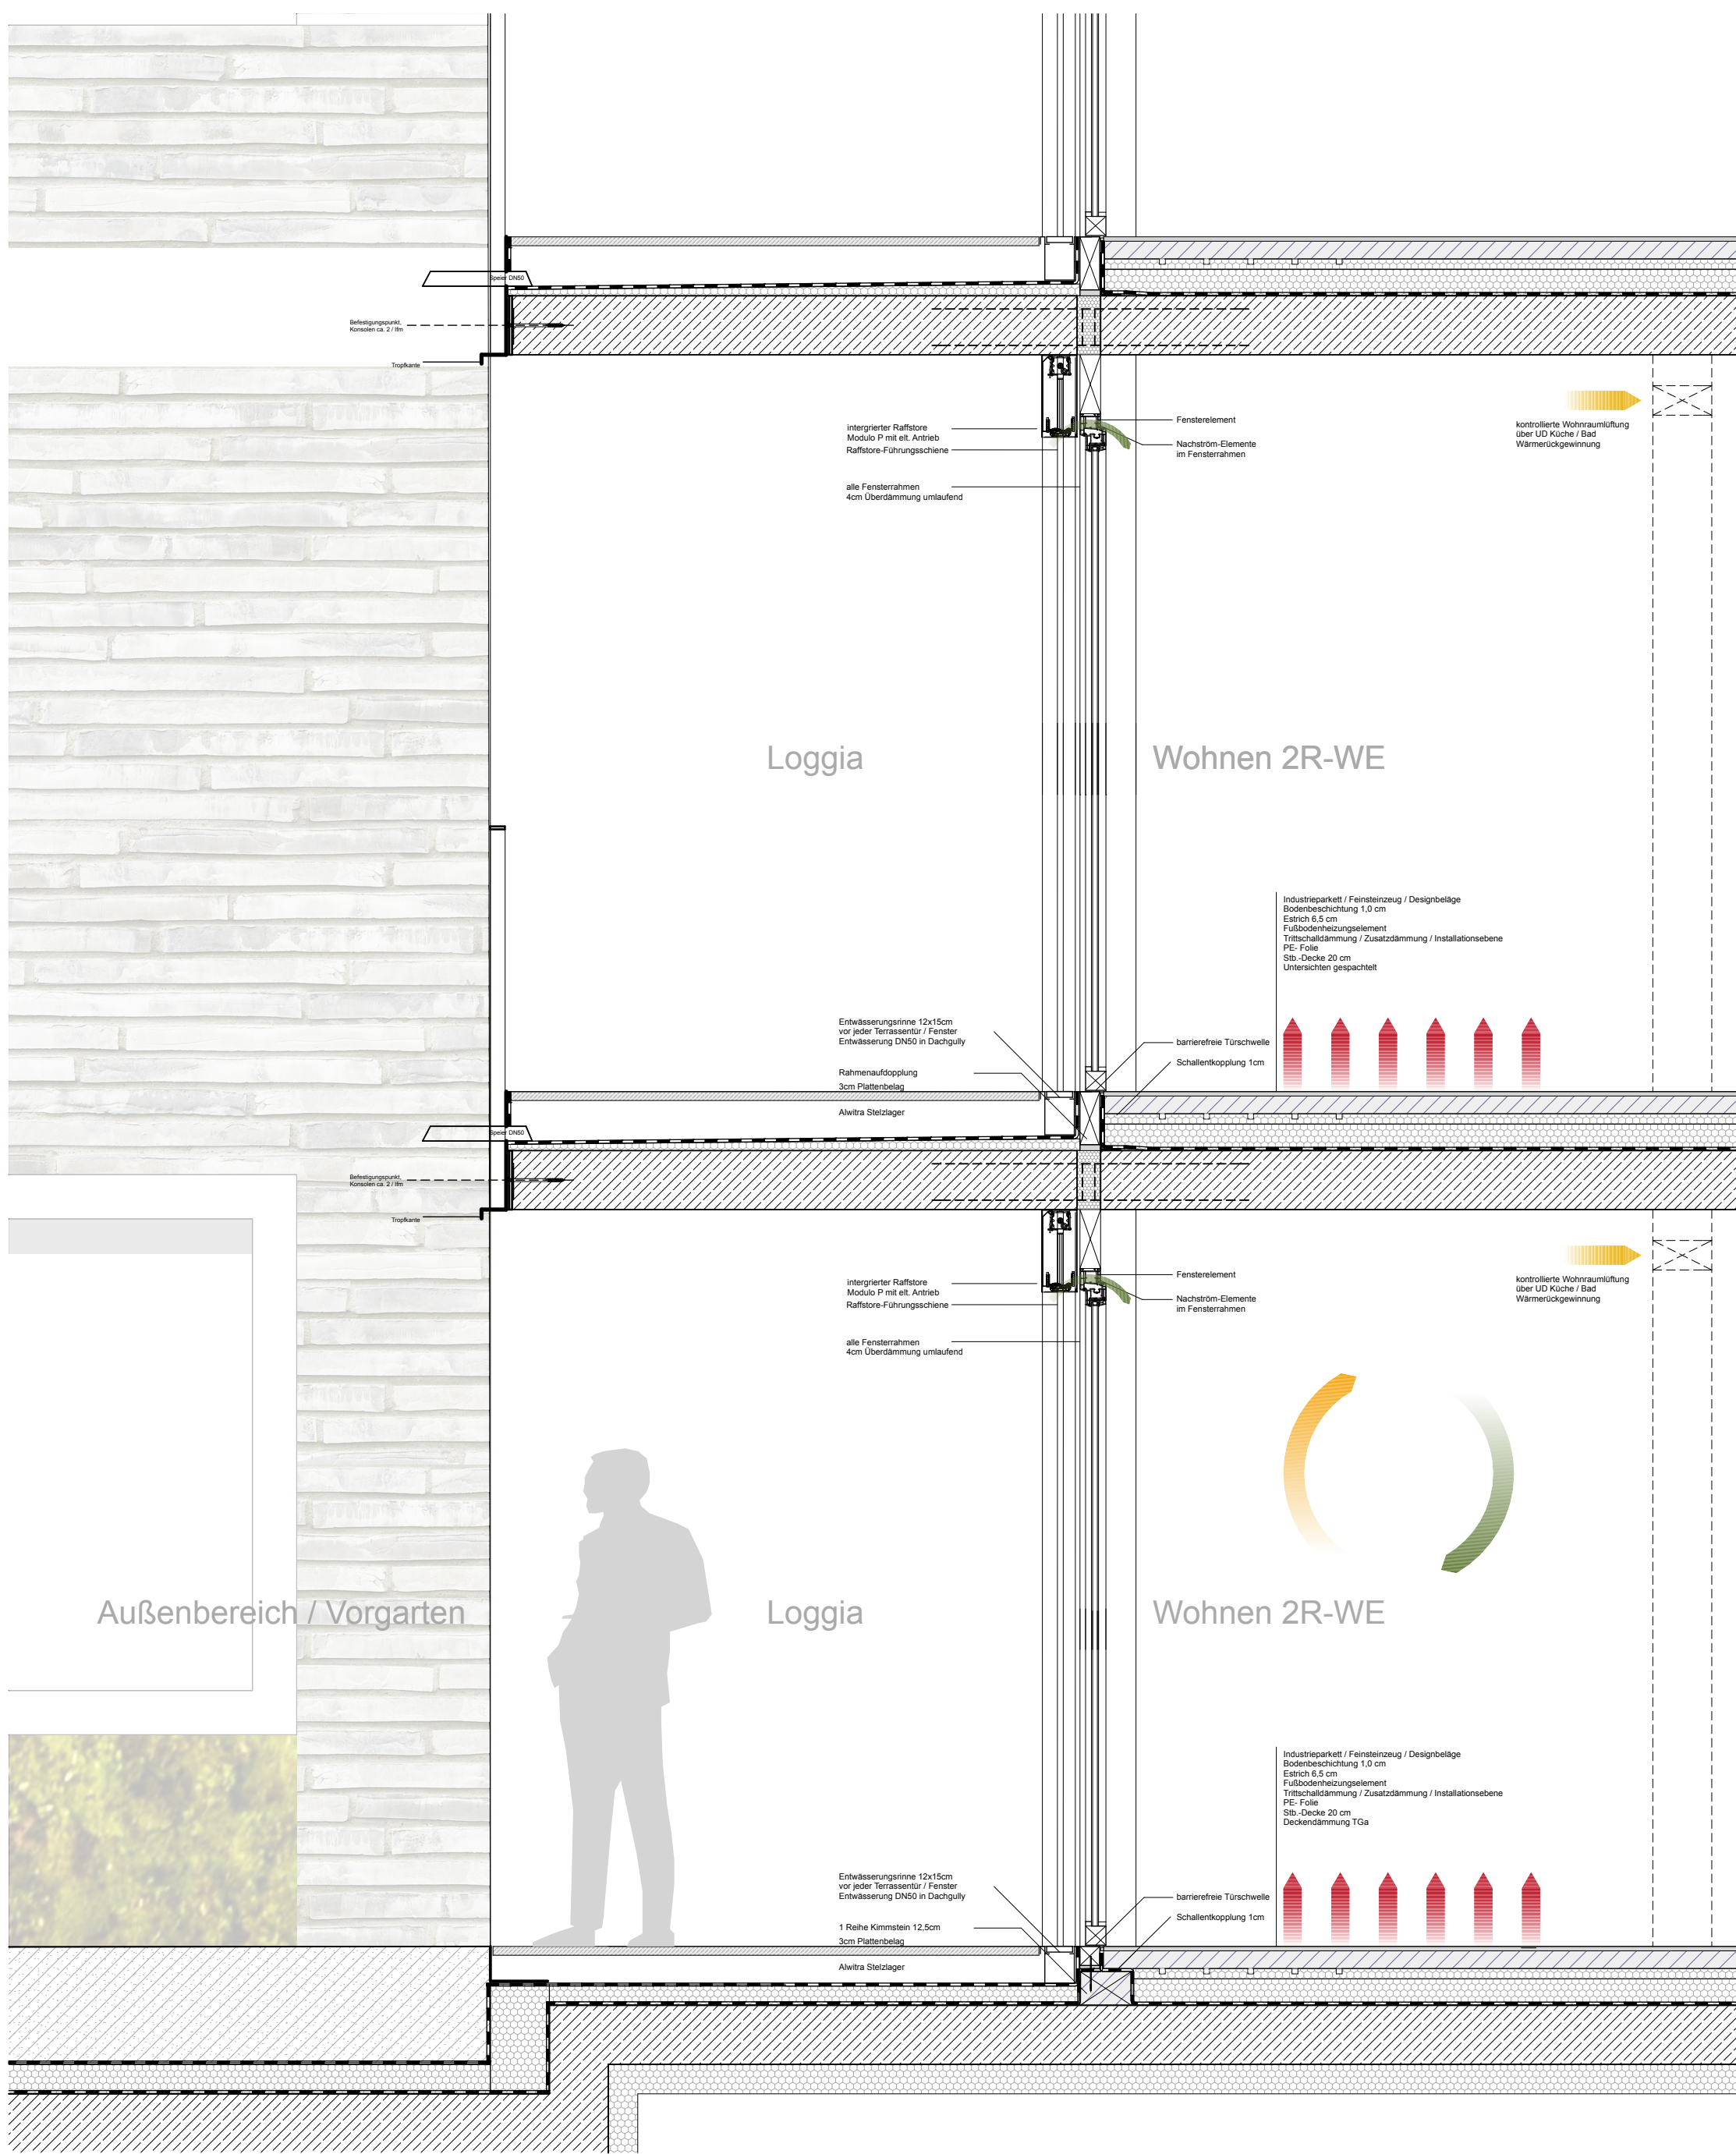 Speier DN50
Befestigungspunkt,
Konsolen ca. 2 / lfm
Tropfkante
intergrierter Raffstore
Modulo P mit elt. Antrieb
Raffstore-Führungsschiene
alle Fensterrahmen
4cm Überdämmung umlaufend
Fensterelement
Nachström-Elemente
im Fensterrahmen
kontrollierte Wohnraumlüftung
über UD Küche / Bad
Wärmerückgewinnung
Loggia
Wohnen 2R-WE
Industrieparkett / Feinsteinzeug / Designbeläge
Bodenbeschichtung 1,0 cm
Estrich 6,5 cm
Fußbodenheizungselement
Trittschalldämmung / Zusatzdämmung / Installationsebene
PE- Folie
Stb.-Decke 20 cm
Untersichten gespachtelt
Entwässerungsrinne 12x15cm
vor jeder Terrassentür / Fenster
Entwässerung DN50 in Dachgully
Rahmenaufdopplung
3cm Plattenbelag
Alwitra Stelzlager
barrierefreie Türschwelle
Schallentkopplung 1cm
Speier DN50
Befestigungspunkt,
Konsolen ca. 2 / lfm
Tropfkante
intergrierter Raffstore
Modulo P mit elt. Antrieb
Raffstore-Führungsschiene
alle Fensterrahmen
4cm Überdämmung umlaufend
Fensterelement
Nachström-Elemente
im Fensterrahmen
kontrollierte Wohnraumlüftung
über UD Küche / Bad
Wärmerückgewinnung
Außenbereich / Vorgarten
Loggia
Wohnen 2R-WE
Industrieparkett / Feinsteinzeug / Designbeläge
Bodenbeschichtung 1,0 cm
Estrich 6,5 cm
Fußbodenheizungselement
Trittschalldämmung / Zusatzdämmung / Installationsebene
PE- Folie
Stb.-Decke 20 cm
Deckendämmung TGa
Entwässerungsrinne 12x15cm
vor jeder Terrassentür / Fenster
Entwässerung DN50 in Dachgully
1 Reihe Kimmstein 12,5cm
3cm Plattenbelag
Alwitra Stelzlager
barrierefreie Türschwelle
Schallentkopplung 1cm